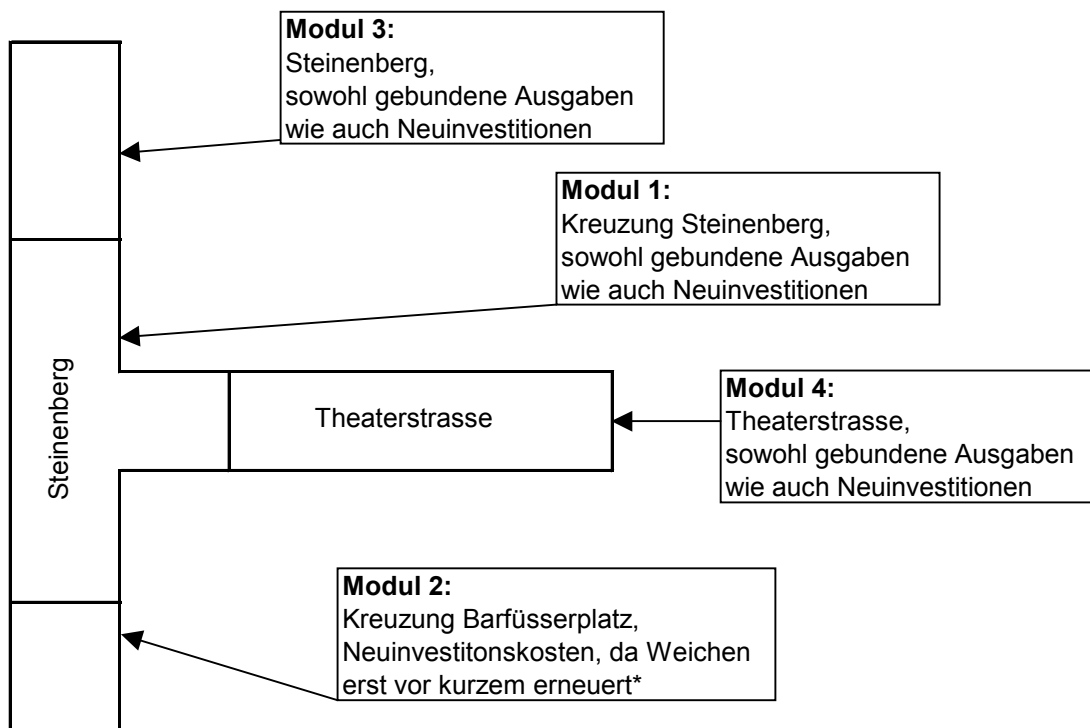 Modul 3:
Steinenberg,
sowohl gebundene Ausgaben
wie auch Neuinvestitionen
Modul 1:
Kreuzung Steinenberg,
sowohl gebundene Ausgaben
wie auch Neuinvestitionen
Steinenberg
Theaterstrasse
Modul 4:
Theaterstrasse,
sowohl gebundene Ausgaben
wie auch Neuinvestitionen
Modul 2:
Kreuzung Barfüsserplatz,
Neuinvestitonskosten, da Weichen
erst vor kurzem erneuert*